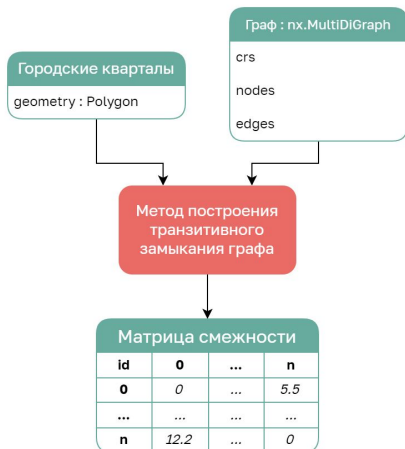 Граф : nx.MultiDiGraph
Городские кварталы
crs
geometry : Polygon
nodes
edges
Метод построения
транзитивного
замыкания графа
Матрица смежности
id 0 ... n
0 0 ... 5.5
... ... ... ...
n 12.2 ... 0